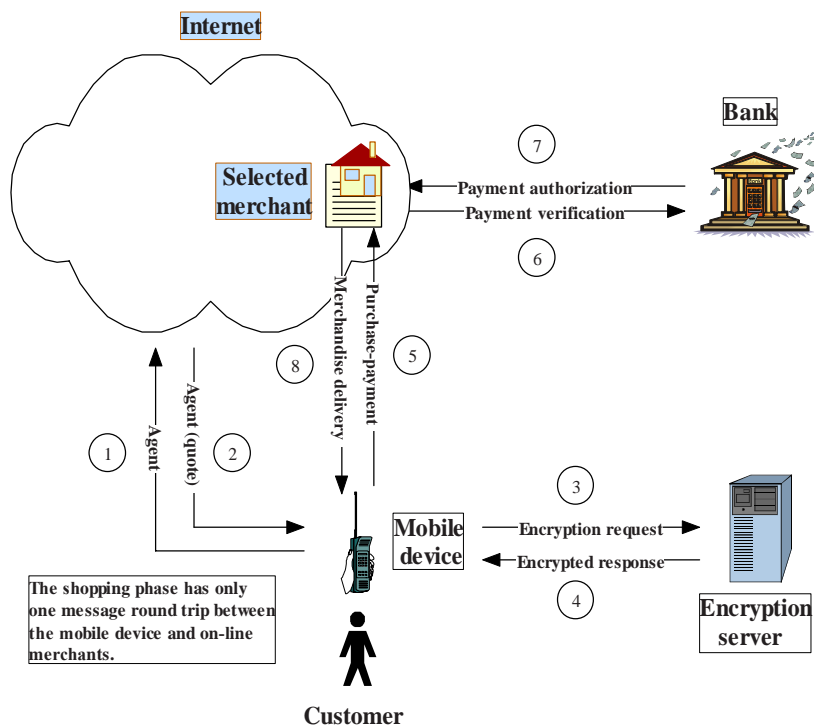 Internet
Bank
7
Selected
merchant
Payment authorization
Payment verification
6
Merchandise delivery
Purchase-payment
8
5
Agent
Agent (quote)
1
2
3
Mobile
device
Encryption request
Encrypted response
4
The shopping phase has only
one message round trip between
the mobile device and on-line
merchants.
Encryption
server
Customer